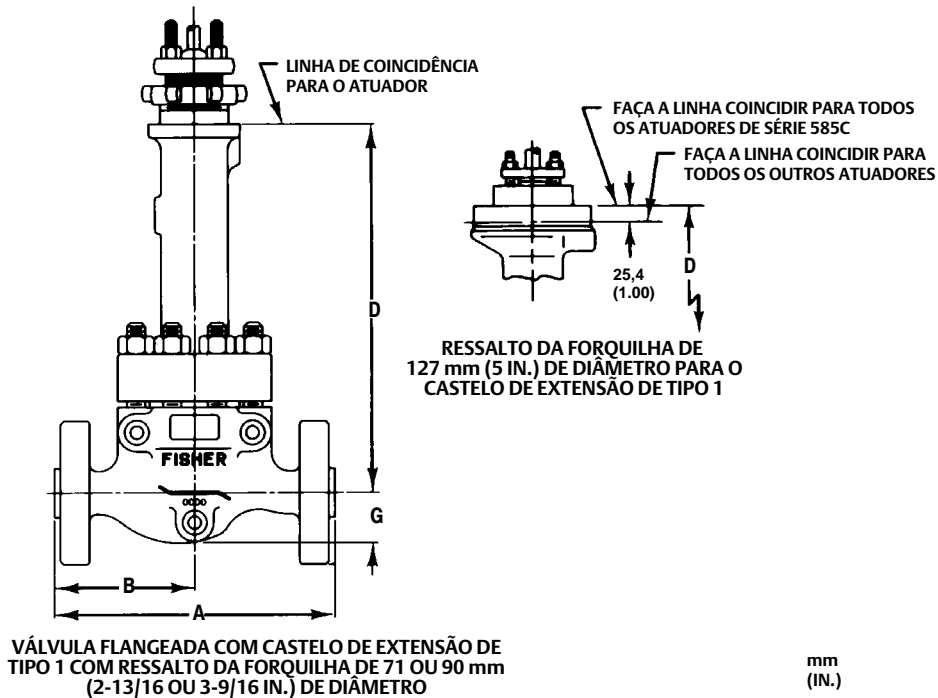 LINHA DE COINCIDÊNCIA
PARA O ATUADOR
FAÇA A LINHA COINCIDIR PARA TODOS
OS ATUADORES DE SÉRIE 585C
FAÇA A LINHA COINCIDIR PARA
TODOS OS OUTROS ATUADORES
25,4
(1.00)
D
D
RESSALTO DA FORQUILHA DE
127 mm (5 IN.) DE DIÂMETRO PARA O
CASTELO DE EXTENSÃO DE TIPO 1
FISHER
G
B
A
VÁLVULA FLANGEADA COM CASTELO DE EXTENSÃO DE
TIPO 1 COM RESSALTO DA FORQUILHA DE 71 OU 90 mm
(2-13/16 OU 3-9/16 IN.) DE DIÂMETRO
mm
(IN.)